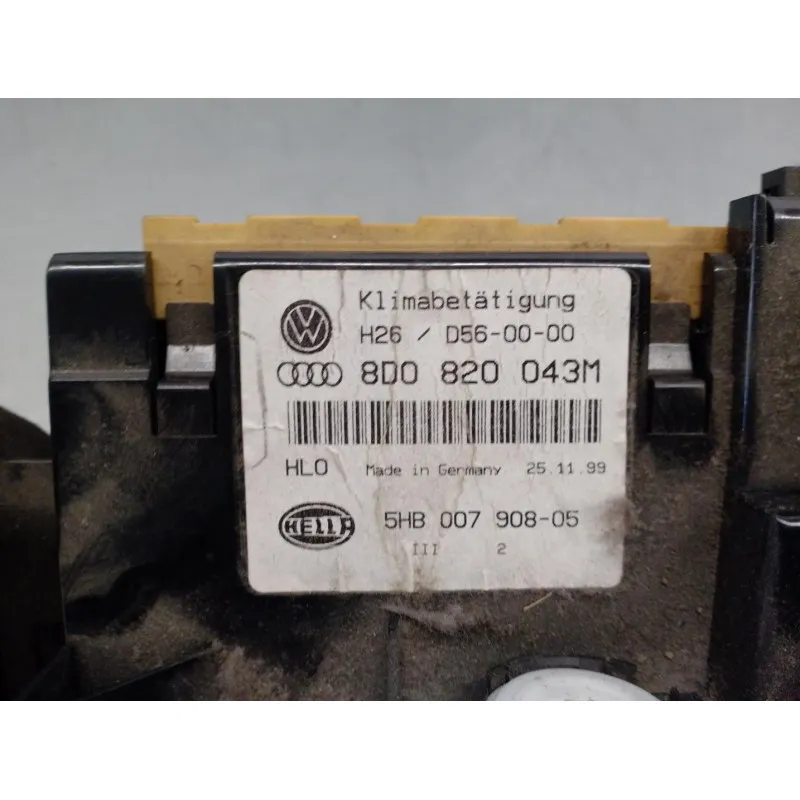 Klimabetätigung
H26 / D56-00-00
8D0 820 043M
HLO Made in Germany 25.11.99
HELLA 5HB 007 908-05
III 2